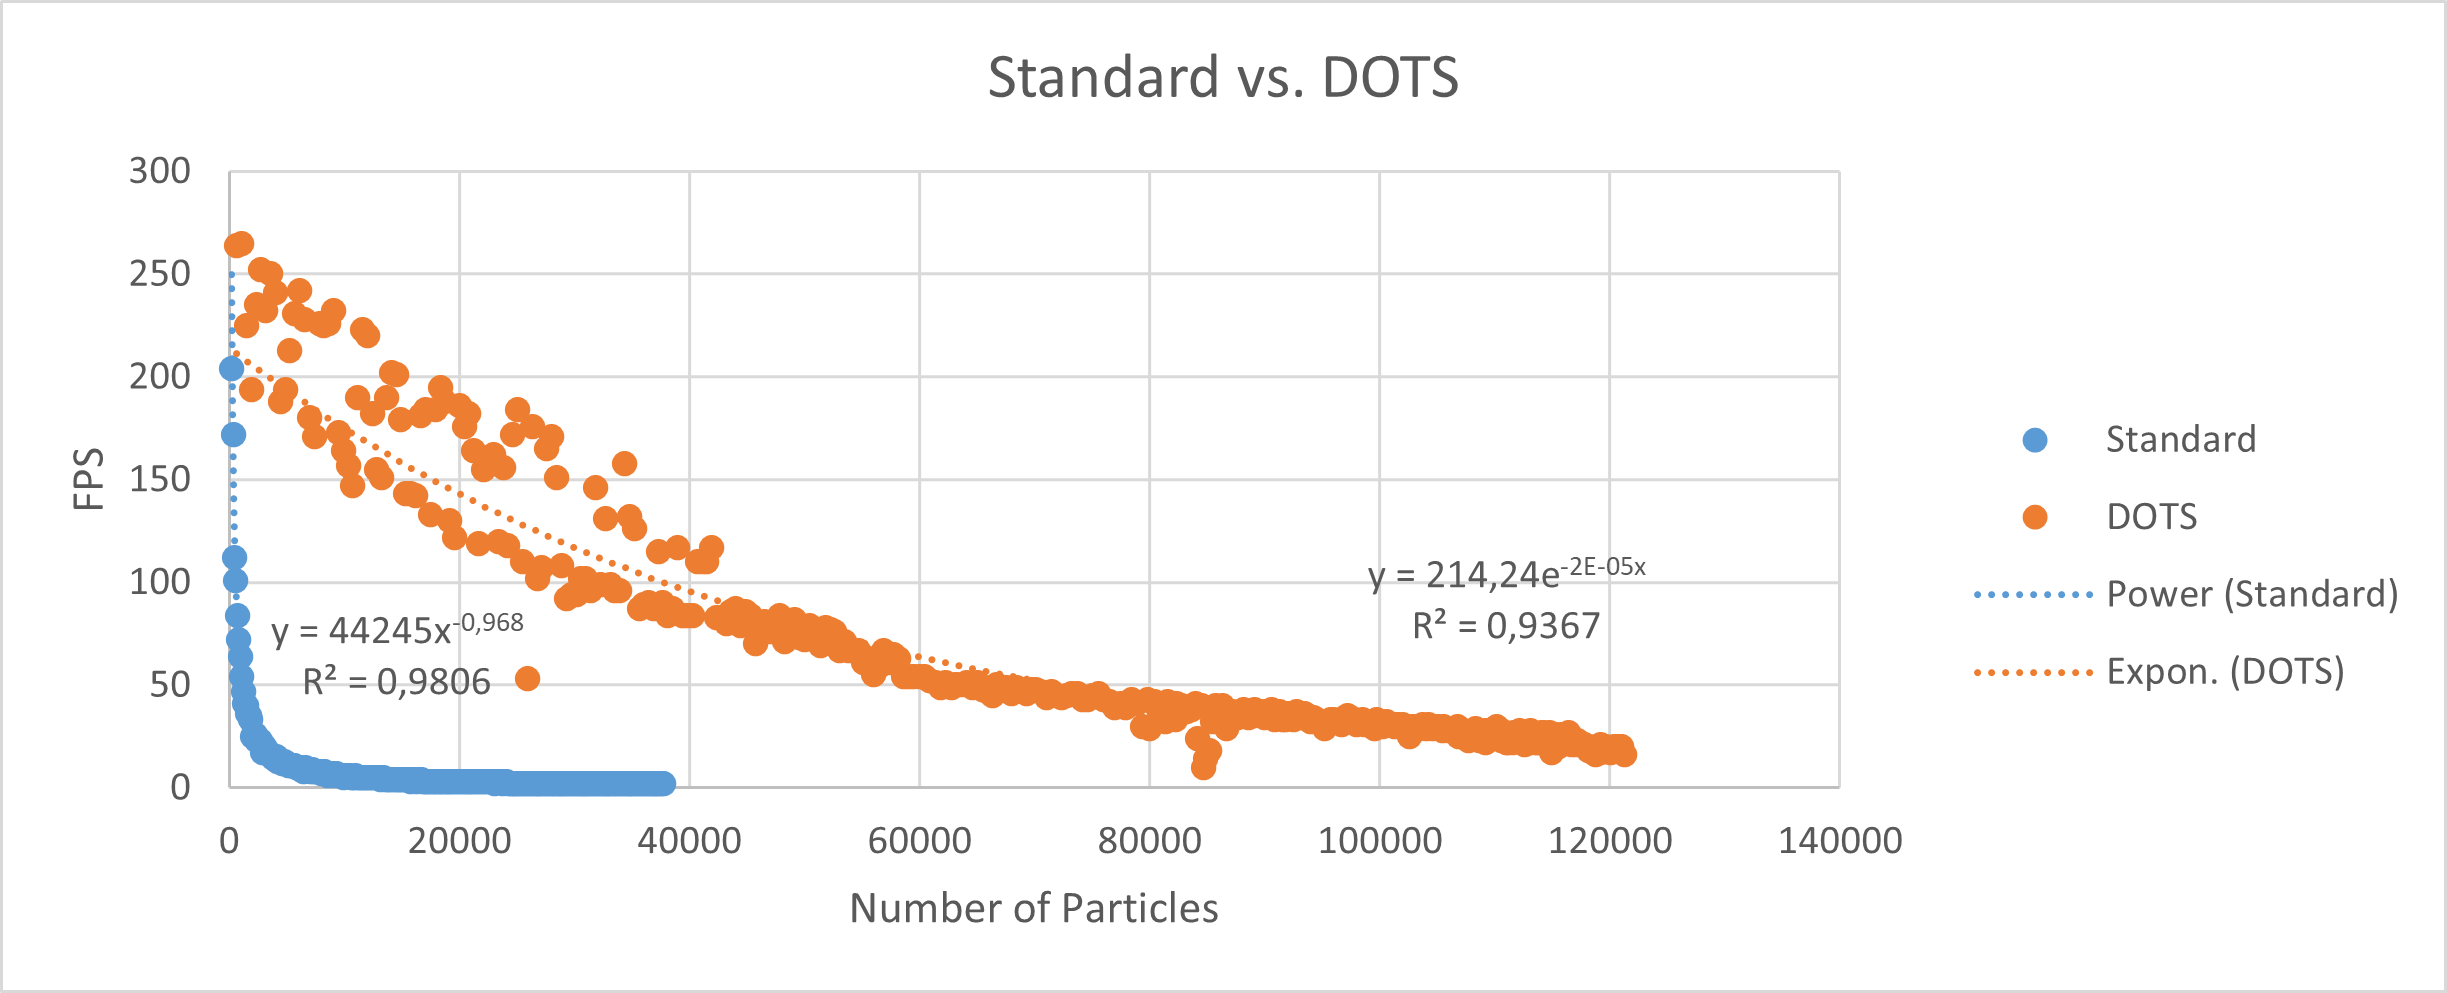 Standard vs. DOTS
300
250
200
150
100
50
0
FPS
y = 44245x^-0,968
R² = 0,9806
y = 214,24e^-2E-05x
R² = 0,9367
0 20000 40000 60000 80000 100000 120000 140000
Number of Particles
Standard
DOTS
Power (Standard)
Expon. (DOTS)